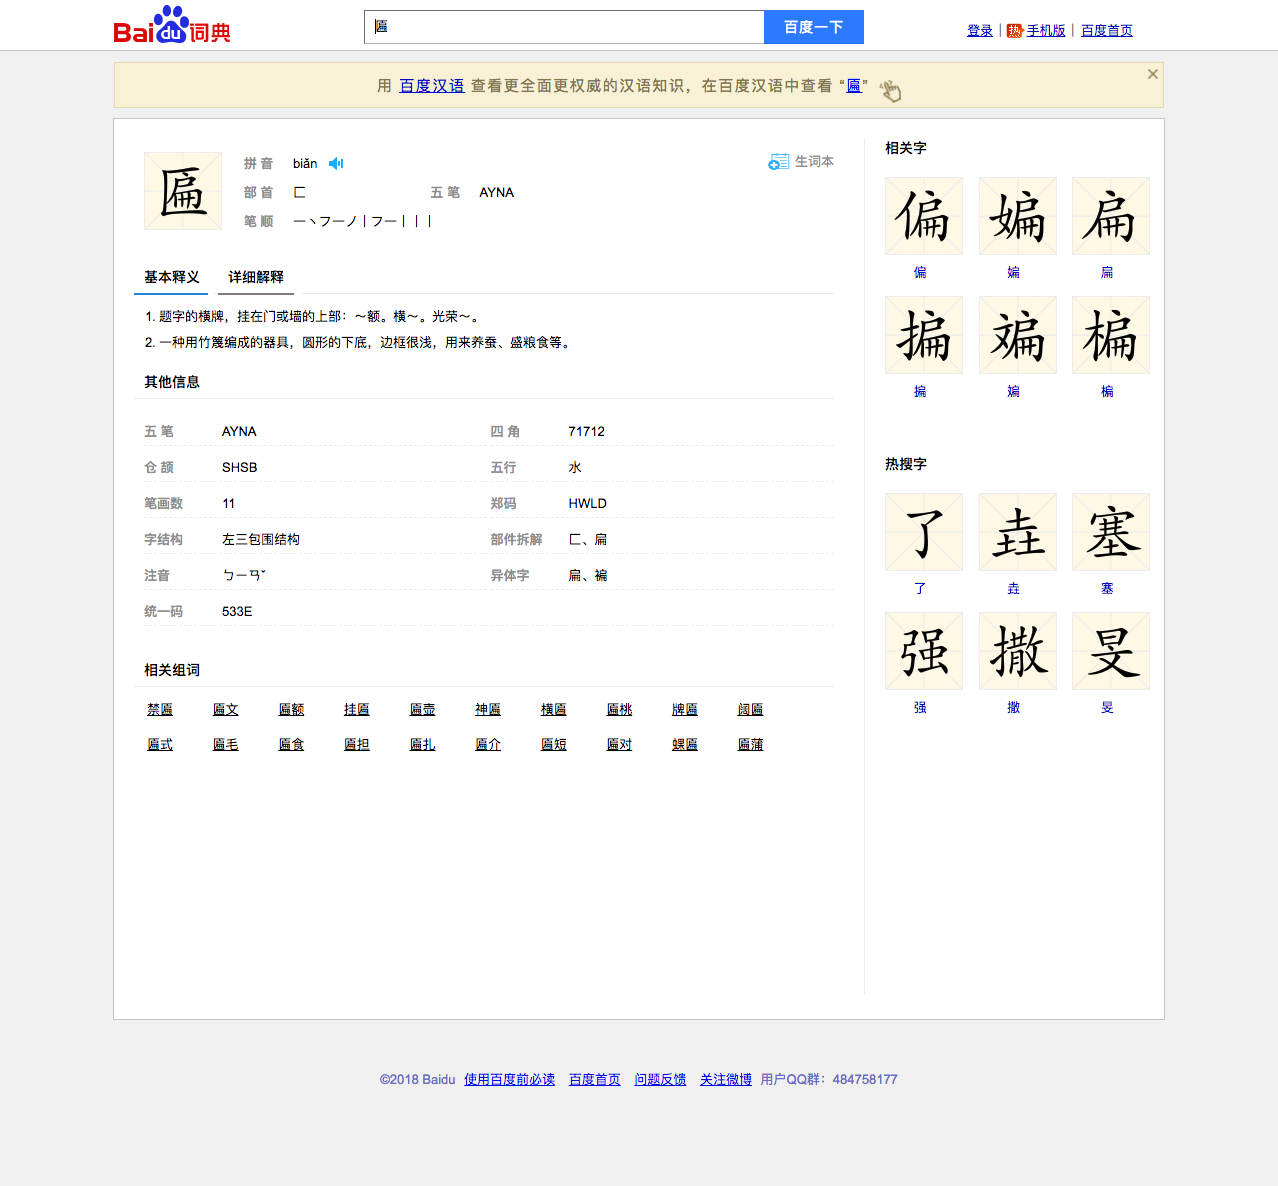 Bai du 词典
匾
百度一下
登录 | 热 手机版 | 百度首页
用 百度汉语 查看更全面更权威的汉语知识，在百度汉语中查看 “匾”
匾
拼 音 biǎn
生词本
部 首 匚 五 笔 AYNA
笔 顺 一丶フ一ノ丨フ一丨丨丨
基本释义 详细解释
1. 题字的横牌，挂在门或墙的上部：～额。横～。光荣～。
2. 一种用竹篾编成的器具，圆形的下底，边框很浅，用来养蚕、盛粮食等。
其他信息
五 笔 AYNA 四 角 71712
仓 颉 SHSB 五行 水
笔画数 11 郑码 HWLD
字结构 左三包围结构 部件拆解 匚、扁
注音 ㄅㄧㄢˇ 异体字 扁、褊
统一码 533E
相关组词
禁匾 匾文 匾额 挂匾 匾壶 神匾 横匾 匾桃 牌匾 阔匾
匾式 匾毛 匾食 匾担 匾扎 匾介 匾短 匾对 螺匾 匾蒲
相关字
偏 媥 扁
偏 媥 扁
揙 斒 楄
揙 斒 楄
热搜字
了 垚 塞
了 垚 塞
强 撒 旻
强 撒 旻
©2018 Baidu 使用百度前必读 百度首页 问题反馈 关注微博 用户QQ群：484758177